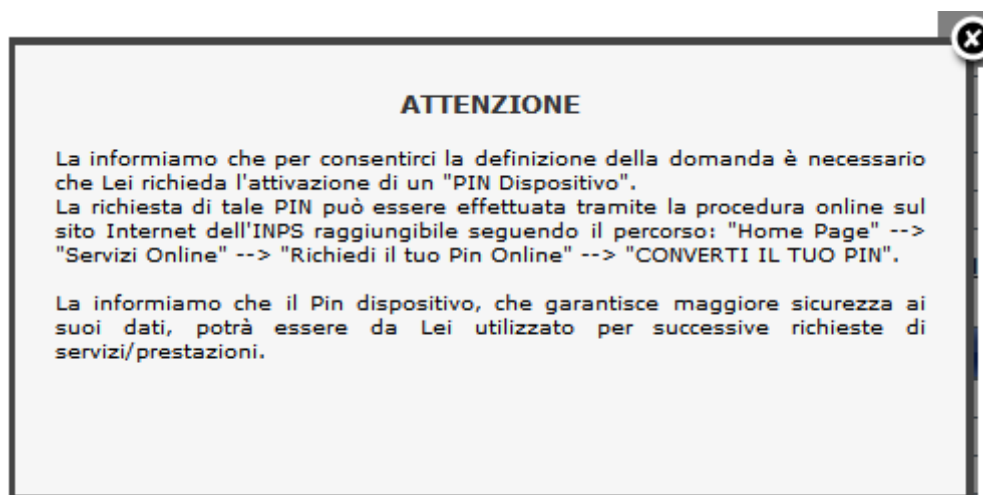 ATTENZIONE
La informiamo che per consentirci la definizione della domanda è necessario
che Lei richieda l'attivazione di un "PIN Dispositivo".
La richiesta di tale PIN può essere effettuata tramite la procedura online sul
sito Internet dell'INPS raggiungibile seguendo il percorso: "Home Page" -->
"Servizi Online" --> "Richiedi il tuo Pin Online" --> "CONVERTI IL TUO PIN".
La informiamo che il Pin dispositivo, che garantisce maggiore sicurezza ai
suoi dati, potrà essere da Lei utilizzato per successive richieste di
servizi/prestazioni.